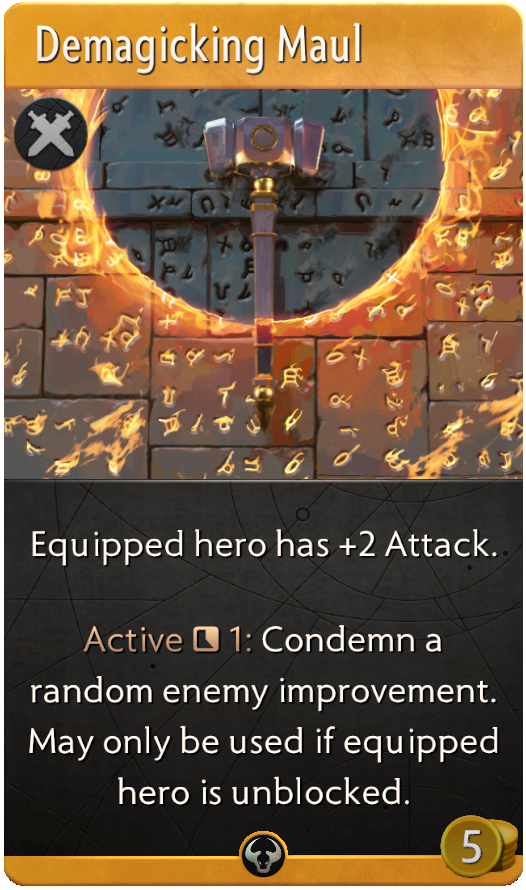 Demagicking Maul
Equipped hero has +2 Attack.
Active 1: Condemn a
random enemy improvement.
May only be used if equipped
hero is unblocked.
5